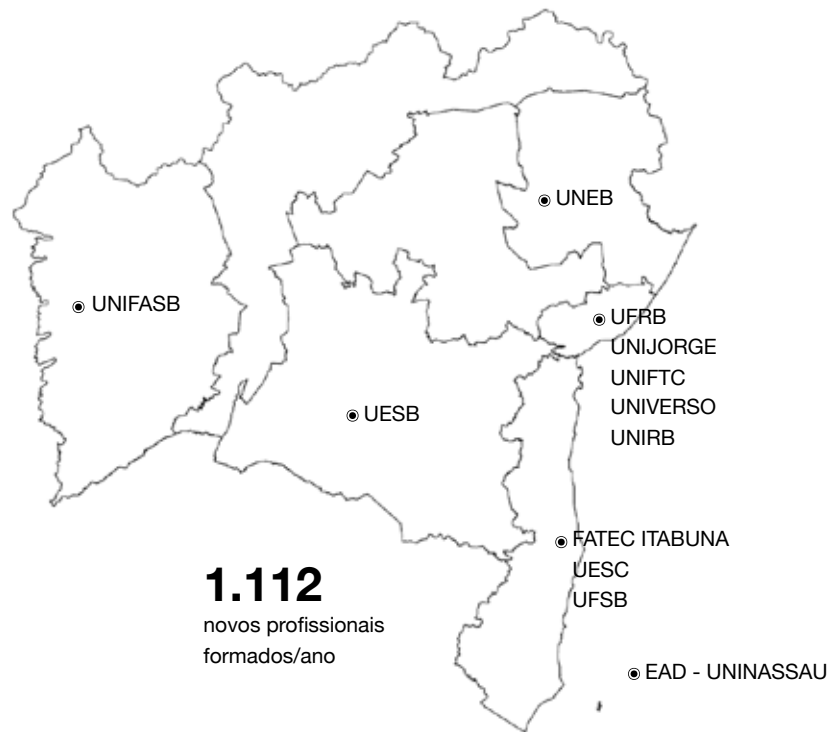 UNEB
UNIFASB
UFRB
UNIJORGE
UNIFTC
UNIVERSO
UNIRB
UESB
FATEC ITABUNA
UESC
UFSB
1.112
novos profissionais
formados/ano
EAD - UNINASSAU